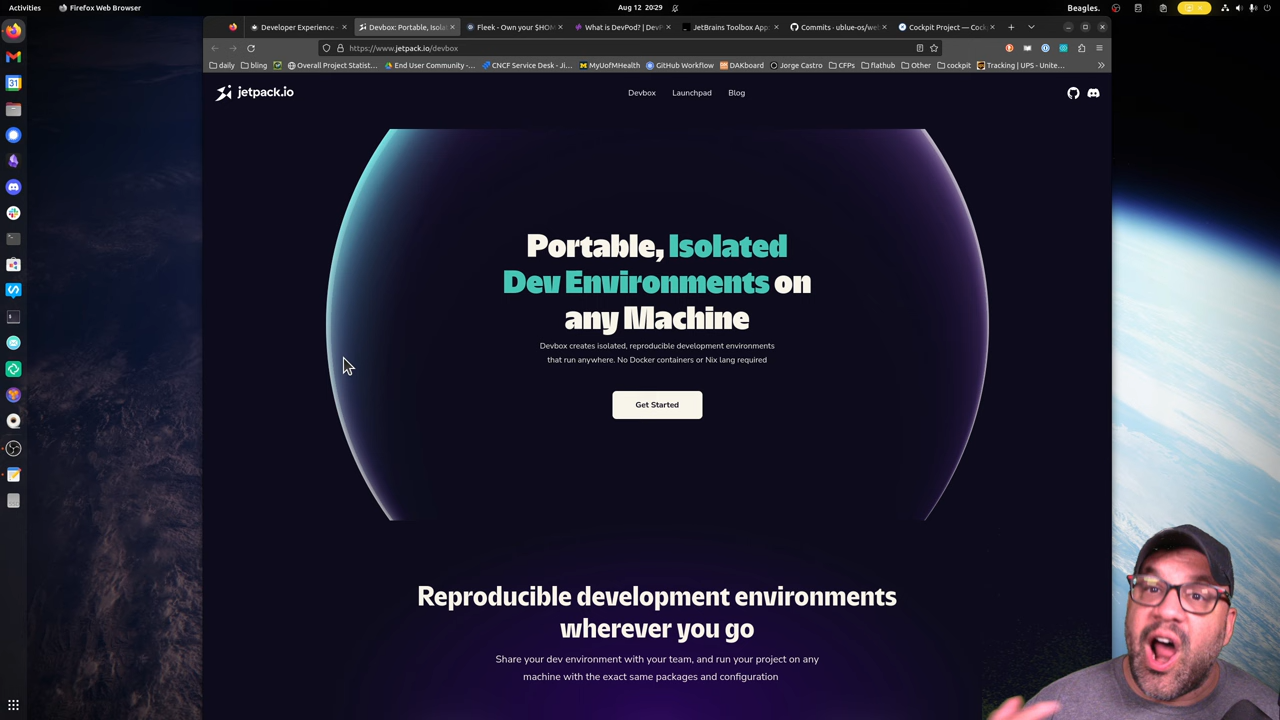 Activities
Firefox Web Browser
Aug 12 20:29
Beagles.
Developer Experience -
Devbox: Portable, Isolat
Fleek - Own your $HOM
What is DevPod? | DevP
JetBrains Toolbox App:
Commits · ublue-os/we
Cockpit Project — Cock
https://www.jetpack.io/devbox
daily
bling
Overall Project Statist...
End User Community -...
CNCF Service Desk - Ji...
MyUofMHealth
GitHub Workflow
DAKboard
Jorge Castro
CFPs
flathub
Other
cockpit
Tracking | UPS - Unite...
jetpack.io
Devbox
Launchpad
Blog
Portable, Isolated
Dev Environments on
any Machine
Devbox creates isolated, reproducible development environments
that run anywhere. No Docker containers or Nix lang required
Get Started
Reproducible development environments
wherever you go
Share your dev environment with your team, and run your project on any
machine with the exact same packages and configuration